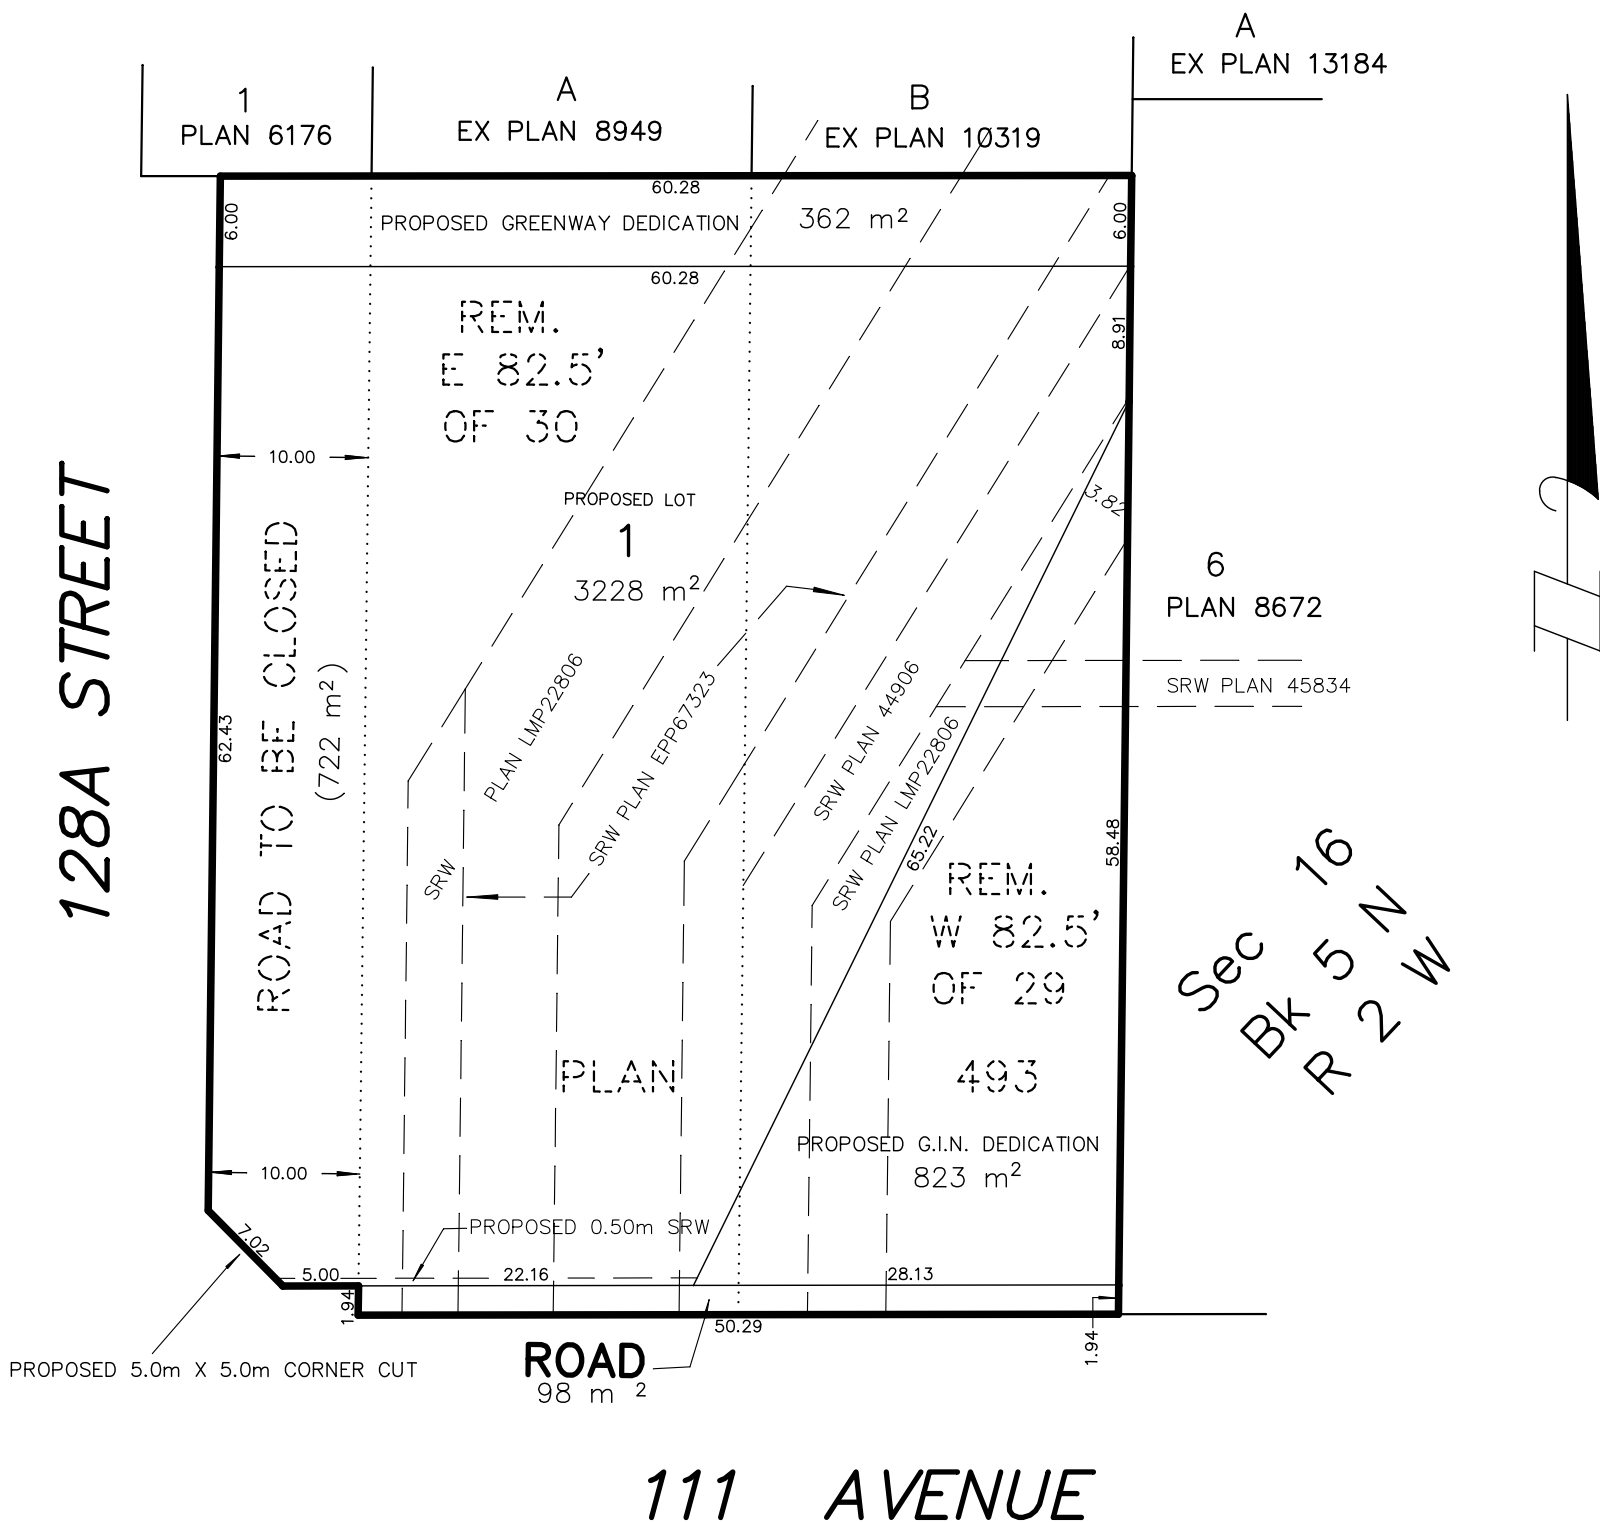 A
EX PLAN 13184
1
PLAN 6176
A
EX PLAN 8949
B
EX PLAN 10319
60.28
6.00
PROPOSED GREENWAY DEDICATION
362 m²
6.00
60.28
REM.
E 82.5'
OF 30
8.91
10.00
PROPOSED LOT
1
3228 m²
3.82
128A STREET
ROAD TO BE CLOSED
(722 m²)
62.43
6
PLAN 8672
SRW PLAN 45834
SRW
PLAN LMP22806
SRW PLAN EPP67323
SRW PLAN 44906
SRW PLAN LMP22806
65.22
58.48
REM.
W 82.5'
OF 29
Sec 16
Bk 5 N
R 2 W
PLAN
493
PROPOSED G.I.N. DEDICATION
823 m²
10.00
7.02
PROPOSED 0.50m SRW
5.00
22.16
28.13
1.94
50.29
1.94
PROPOSED 5.0m X 5.0m CORNER CUT
ROAD
98 m ²
111 AVENUE